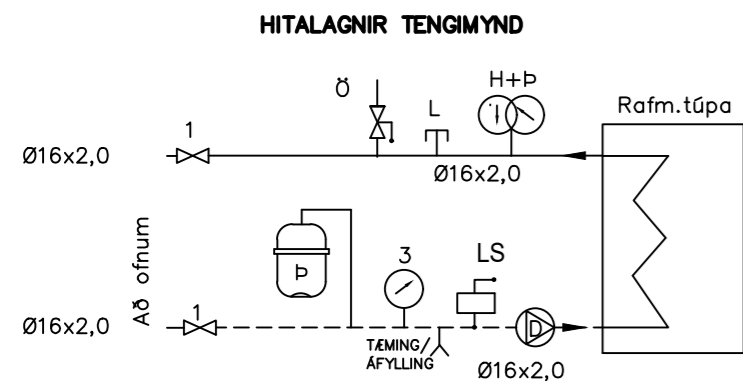 HITALAGNIR TENGIMYND
Ö
L
H+Þ
Rafm.túpa
1
Ø16x2,0
Ø16x2,0
Að ofnum
Þ
3
LS
1
Ø16x2,0
D
TÆMING/
ÁFYLLING
Ø16x2,0